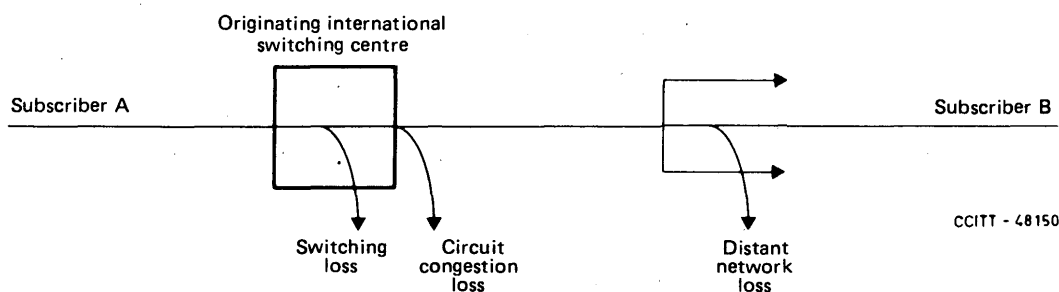 Originating international
switching centre
Subscriber A
Subscriber B
CCITT - 48150
Switching
loss
Circuit
congestion
loss
Distant
network
loss